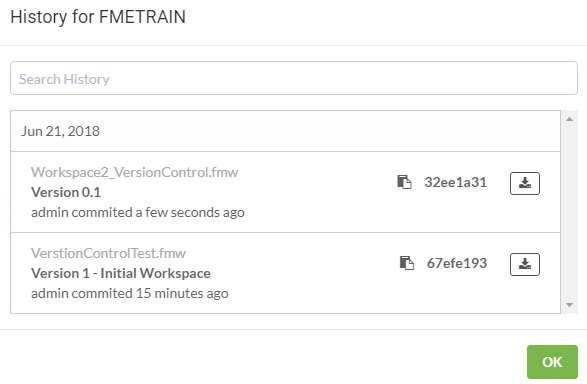 History for FMETRAIN
Search History
Jun 21, 2018
Workspace2_VersionControl.fmw
Version 0.1
32ee1a31
admin commited a few seconds ago
VerstionControlTest.fmw
Version 1 - Initial Workspace
67efe193
admin commited 15 minutes ago
OK